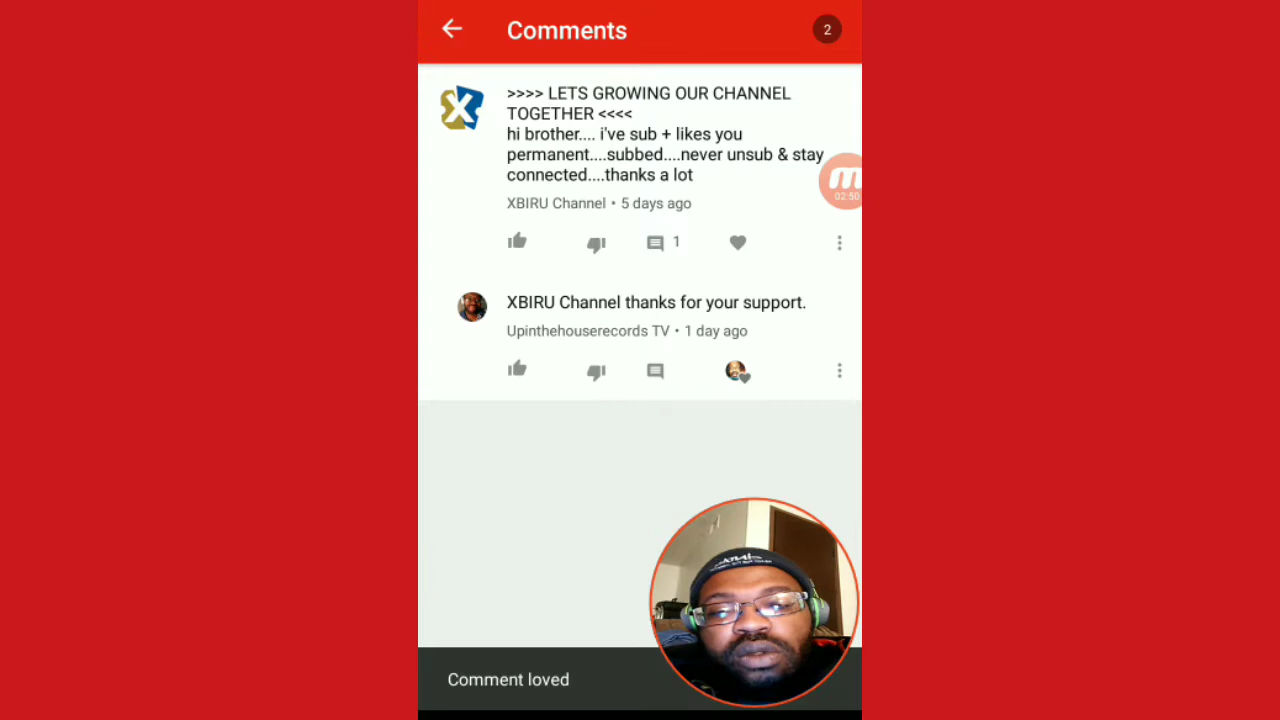 Comments
2
>>>> LETS GROWING OUR CHANNEL
TOGETHER <<<<
hi brother.... i've sub + likes you
permanent....subbed....never unsub & stay
connected....thanks a lot
XBIRU Channel • 5 days ago
02:50
1
XBIRU Channel thanks for your support.
Upinthehouserecords TV • 1 day ago
Comment loved